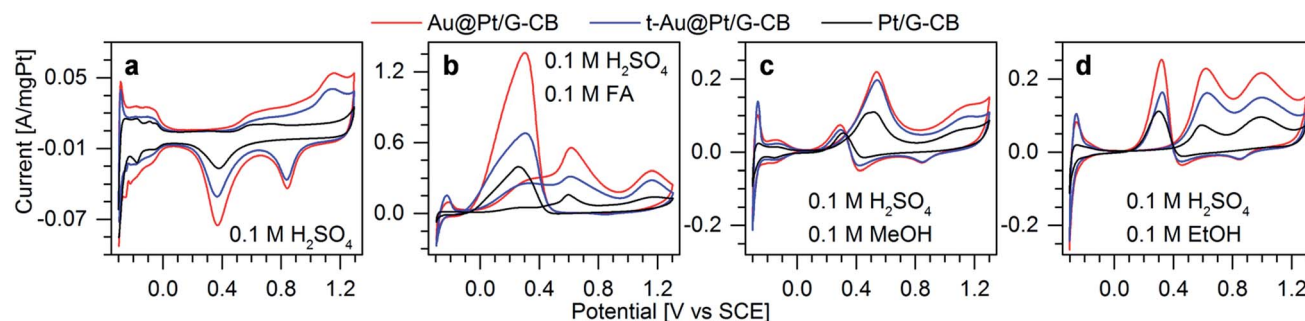 Au@Pt/G-CB t-Au@Pt/G-CB Pt/G-CB
Current [A/mgPt]
a
0.05
-0.01
-0.07
0.1 M H₂SO₄
0.0 0.4 0.8 1.2
b
1.2
0.6
0.0
0.1 M H₂SO₄
0.1 M FA
0.0 0.4 0.8 1.2
c
0.2
0.0
-0.2
0.1 M H₂SO₄
0.1 M MeOH
0.0 0.4 0.8 1.2
d
0.2
0.0
-0.2
0.1 M H₂SO₄
0.1 M EtOH
0.0 0.4 0.8 1.2
Potential [V vs SCE]